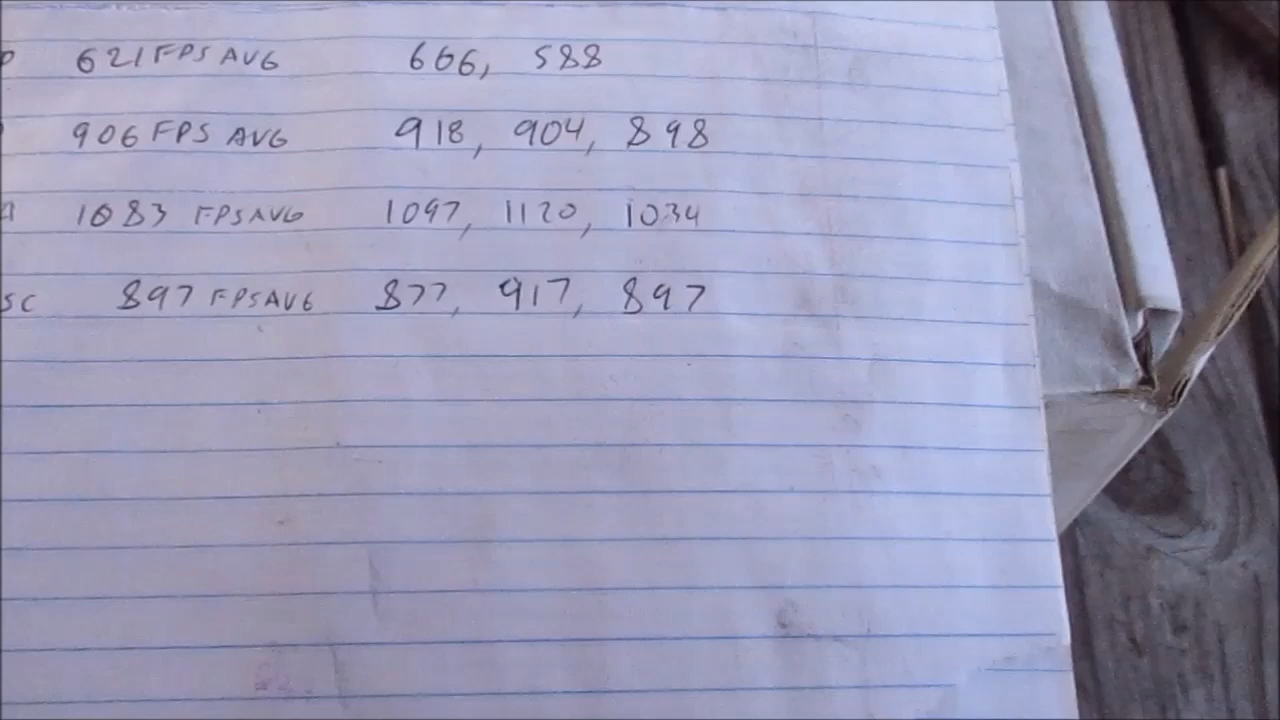 621 FPS AVG 666, 588
906 FPS AVG 918, 904, 898
1083 FPS AVG 1097, 1120, 1034
SC 897 FPS AVG 877, 917, 897